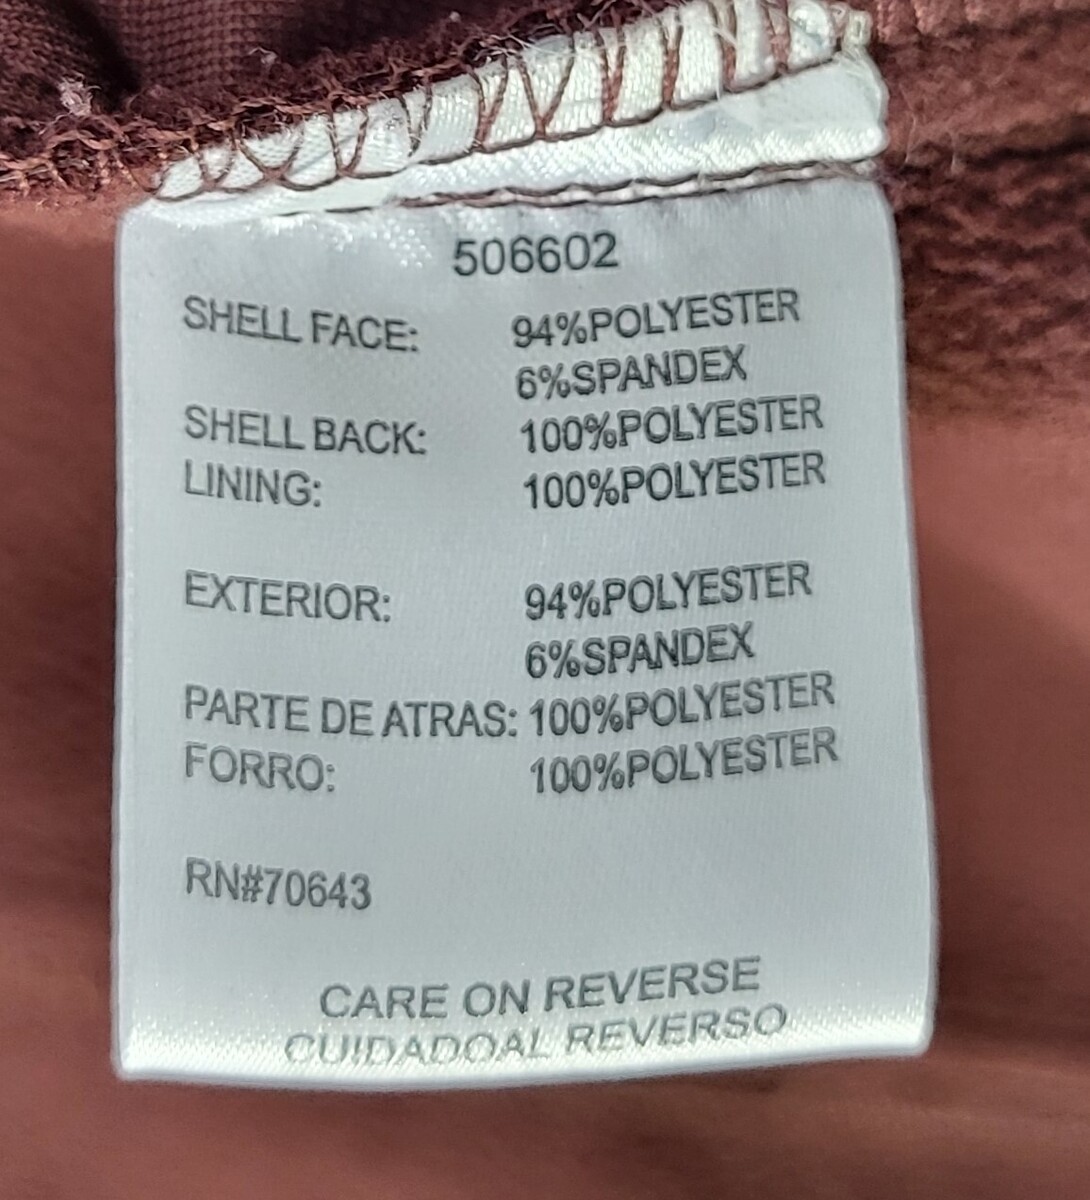 506602
SHELL FACE: 94%POLYESTER
6%SPANDEX
SHELL BACK: 100%POLYESTER
LINING: 100%POLYESTER
EXTERIOR: 94%POLYESTER
6%SPANDEX
PARTE DE ATRAS: 100%POLYESTER
FORRO: 100%POLYESTER
RN#70643
CARE ON REVERSE
CUIDADOAL REVERSO